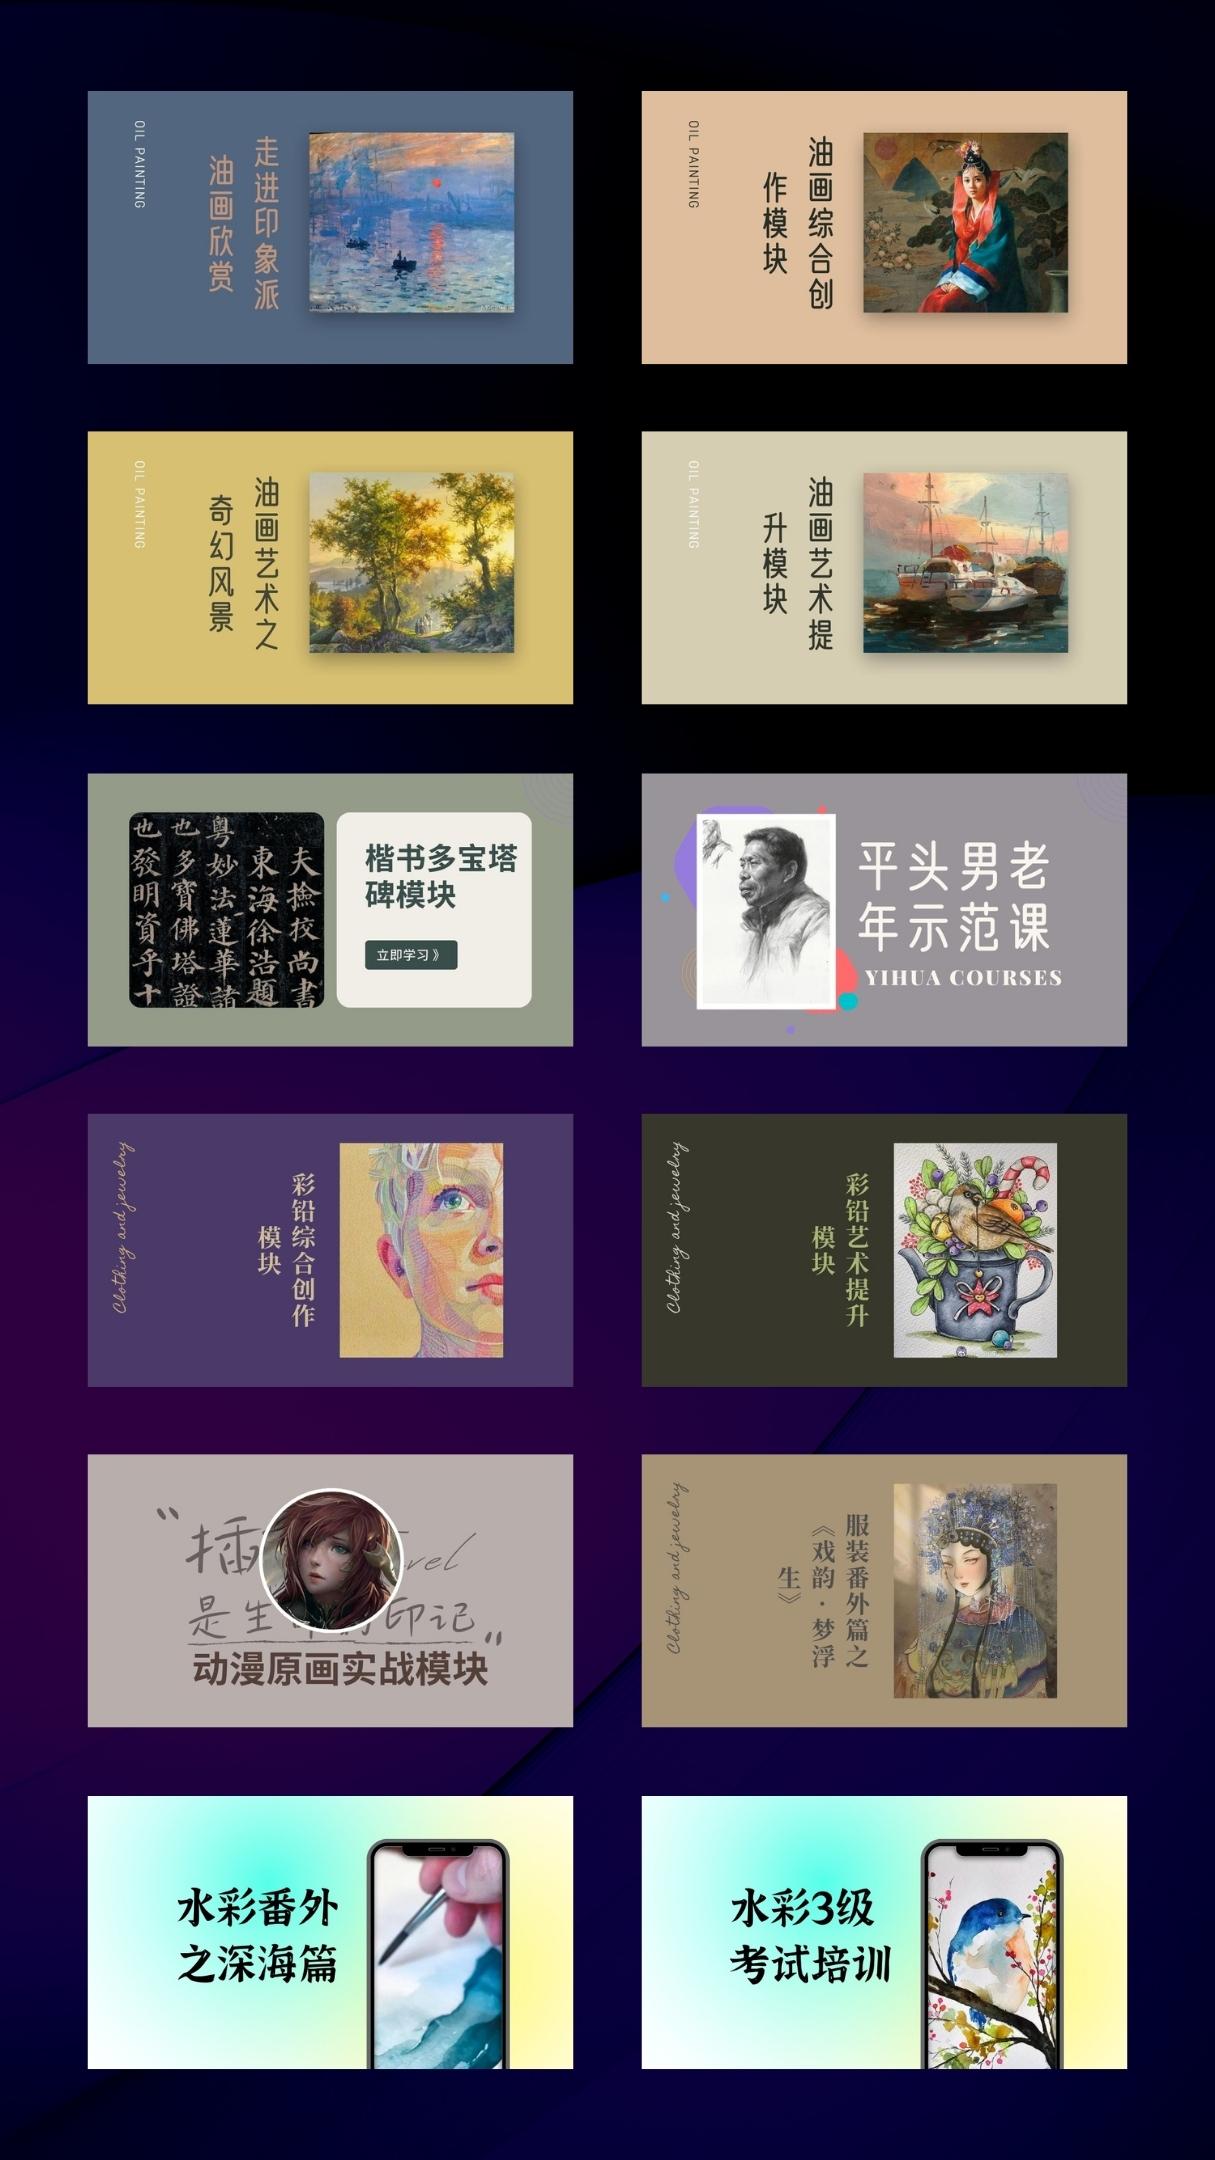 OIL PAINTING
走进印象派
油画欣赏
OIL PAINTING
油画综合创
作模块
OIL PAINTING
油画艺术之
奇幻风景
OIL PAINTING
油画艺术提
升模块
夫撿挍尚書
東海徐浩題
粤妙法蓮華諸
也多寶佛塔證
也發明資乎十
楷书多宝塔
碑模块
立即学习 》
平头男老
年示范课
YIHUA COURSES
Clothing and jewelry
彩铅综合创作
模块
Clothing and jewelry
彩铅艺术提升
模块
“插
是生 印记”
动漫原画实战模块
Clothing and jewelry
服装番外篇之
《戏韵·梦浮
生》
水彩番外
之深海篇
水彩3级
考试培训